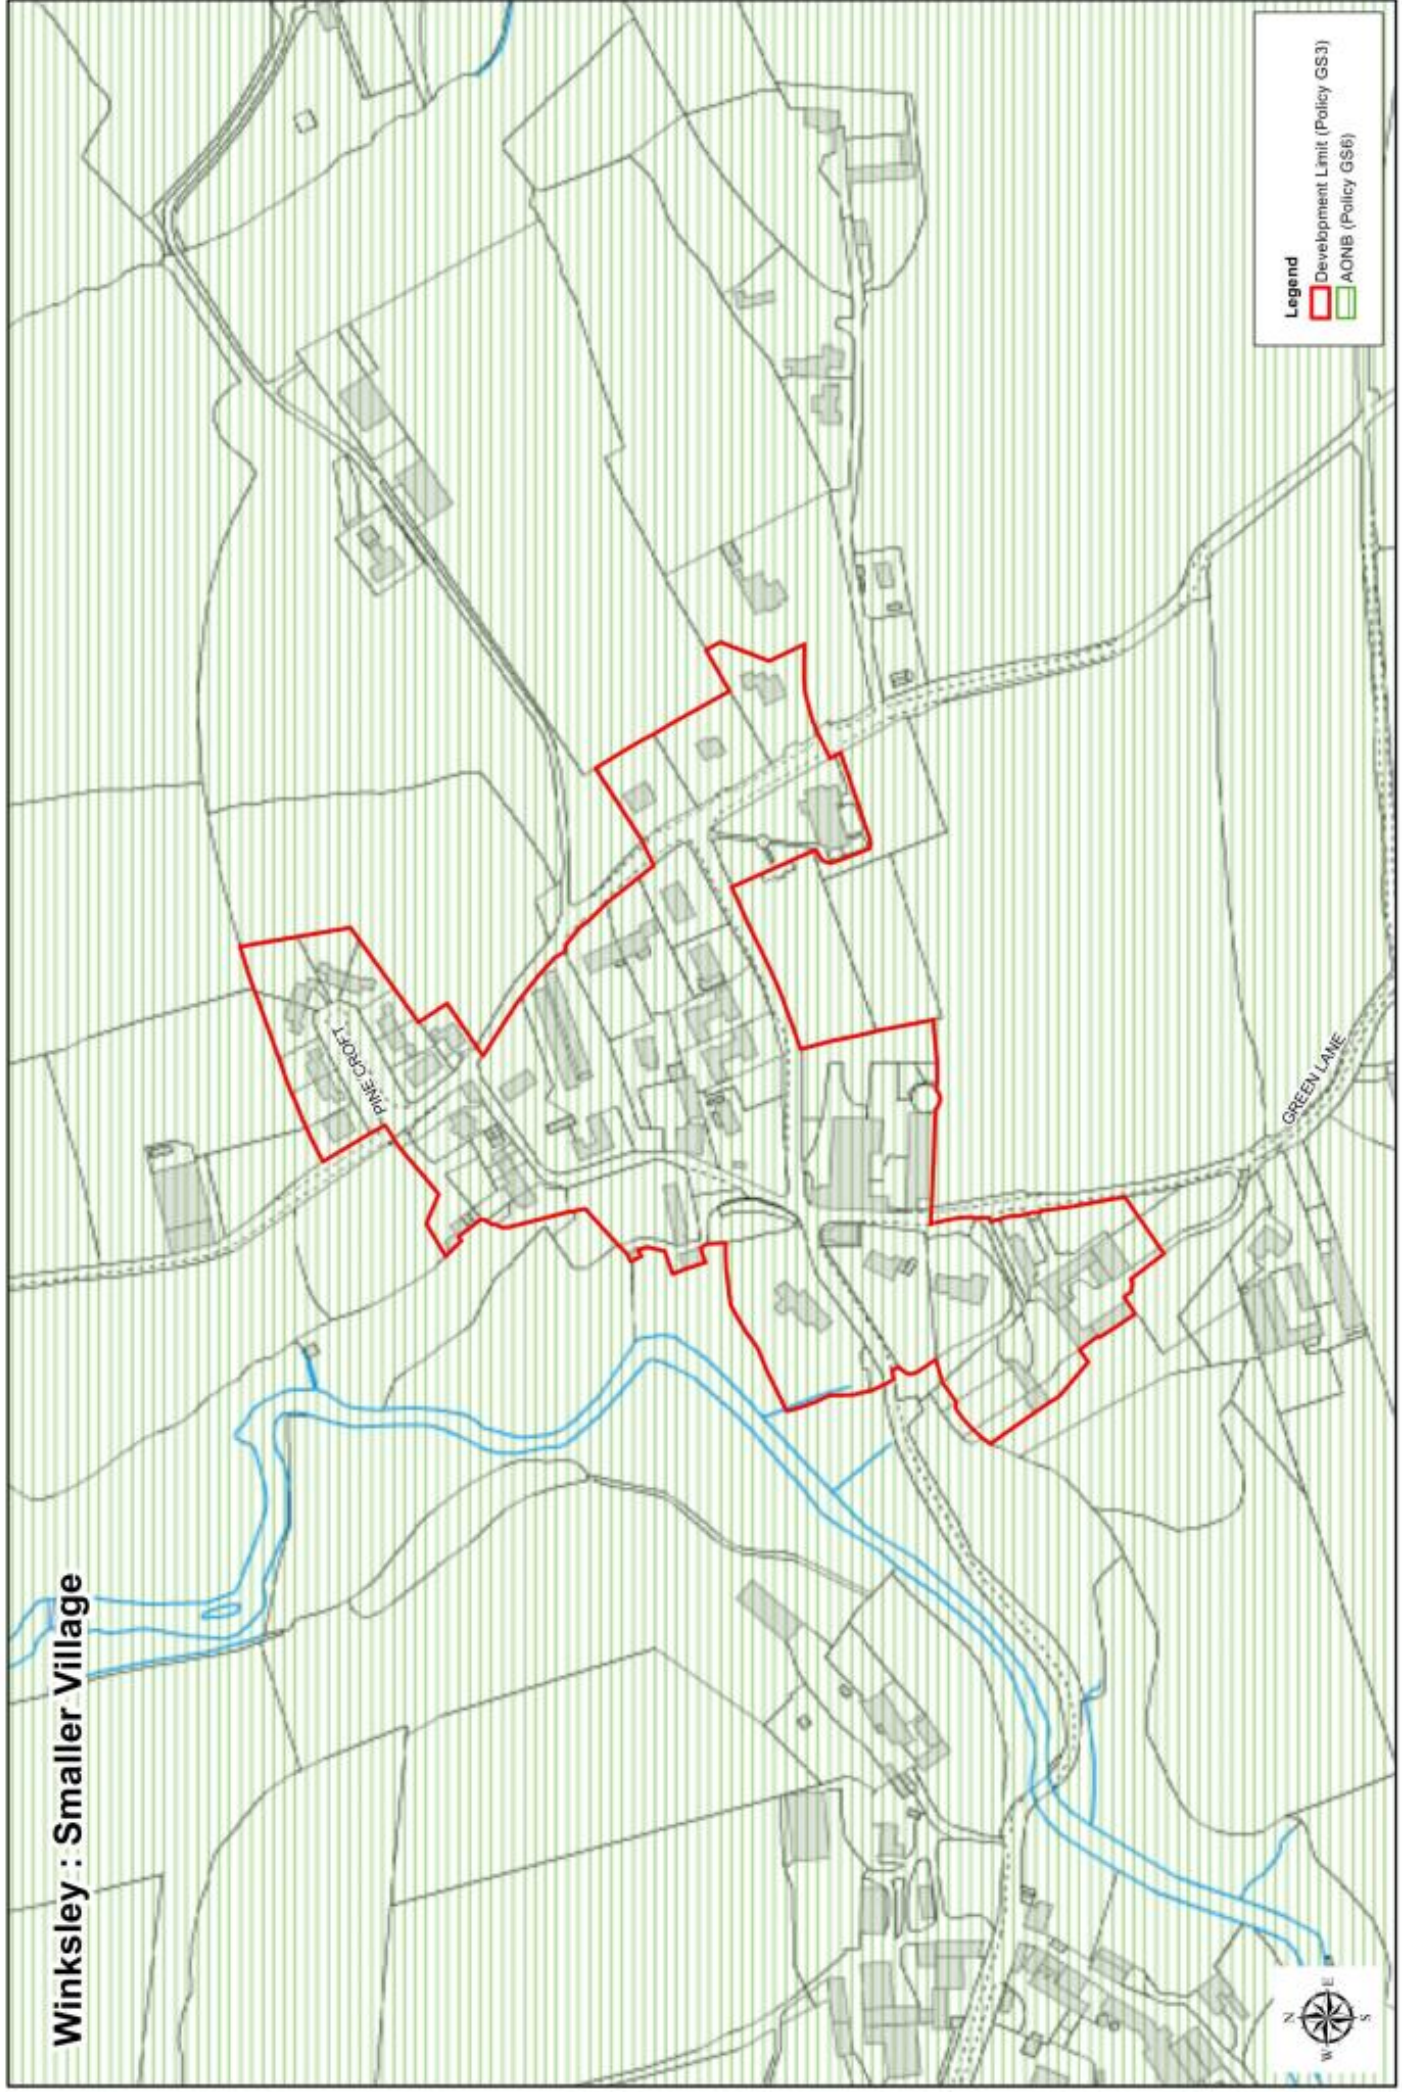 Winksley : Smaller Village
PINE CROFT
GREEN LANE
Legend
Development Limit (Policy GS3)
AONB (Policy GS6)
N
W E
S